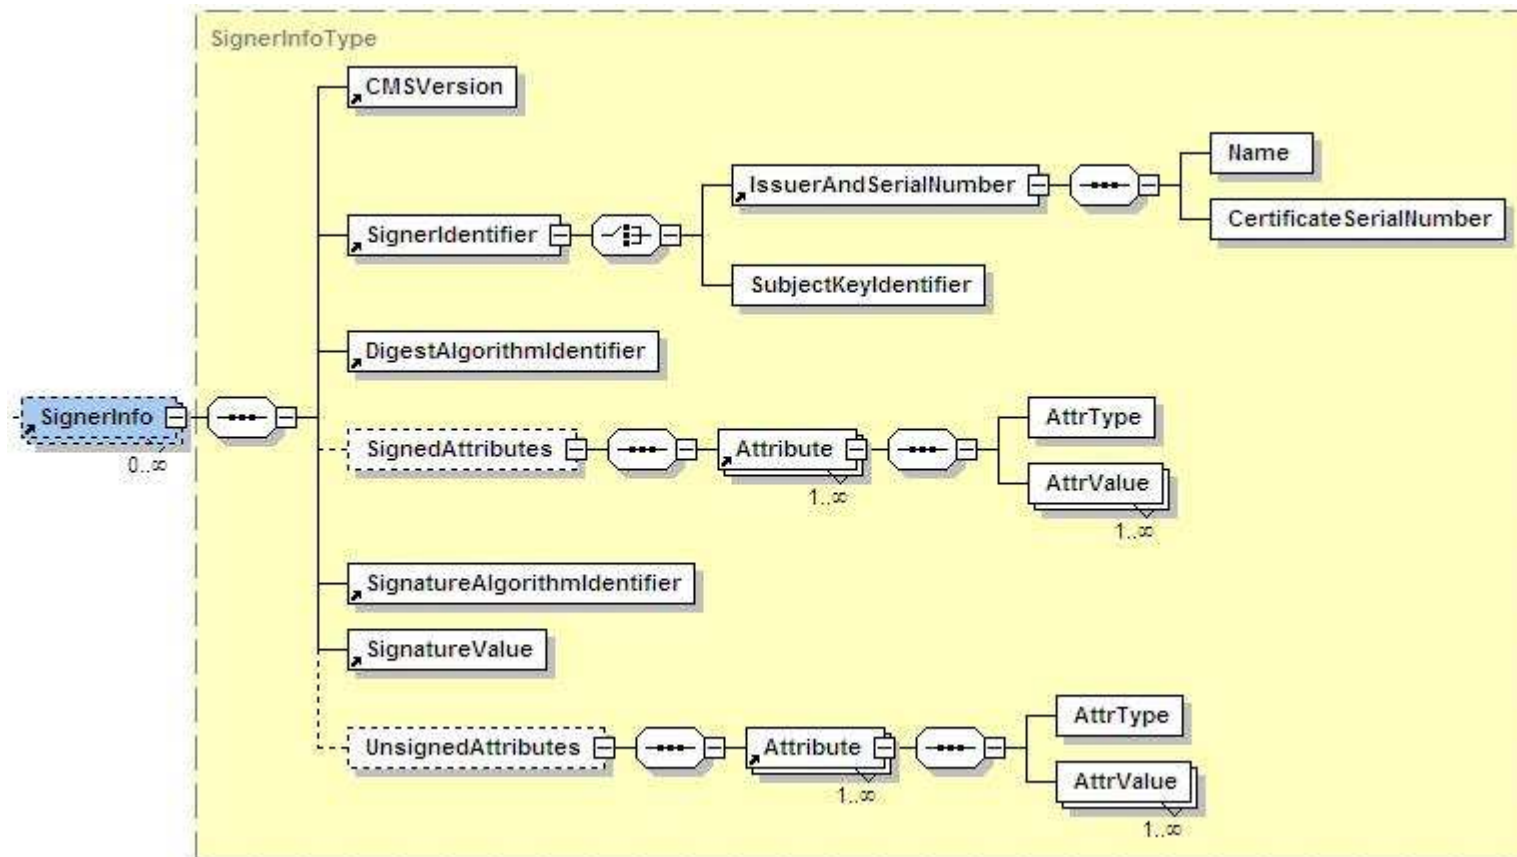 SignerInfoType
CMSVersion
Name
IssuerAndSerialNumber
CertificateSerialNumber
SignerIdentifier
SubjectKeyIdentifier
DigestAlgorithmIdentifier
SignerInfo
0..∞
SignedAttributes
Attribute
1..∞
AttrType
AttrValue
1..∞
SignatureAlgorithmIdentifier
SignatureValue
UnsignedAttributes
Attribute
1..∞
AttrType
AttrValue
1..∞